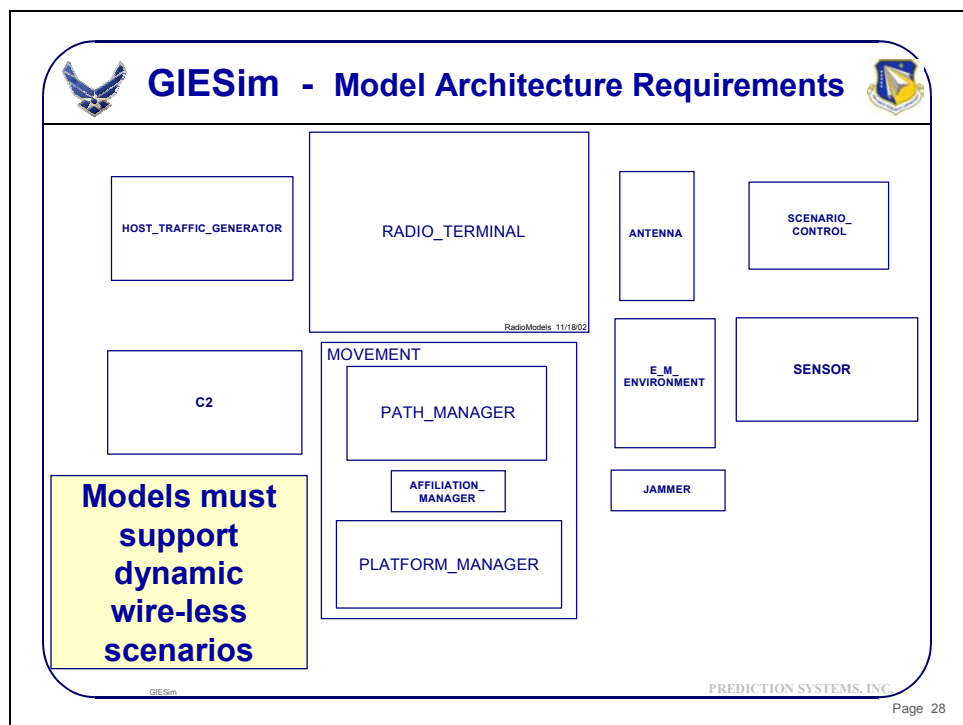 GIESim - Model Architecture Requirements
HOST_TRAFFIC_GENERATOR
RADIO_TERMINAL
RadioModels 11/18/02
ANTENNA
SCENARIO_
CONTROL
C2
MOVEMENT
PATH_MANAGER
AFFILIATION_
MANAGER
PLATFORM_MANAGER
E_M_
ENVIRONMENT
SENSOR
JAMMER
Models must
support
dynamic
wire-less
scenarios
GIESim
PREDICTION SYSTEMS, INC.
Page 28